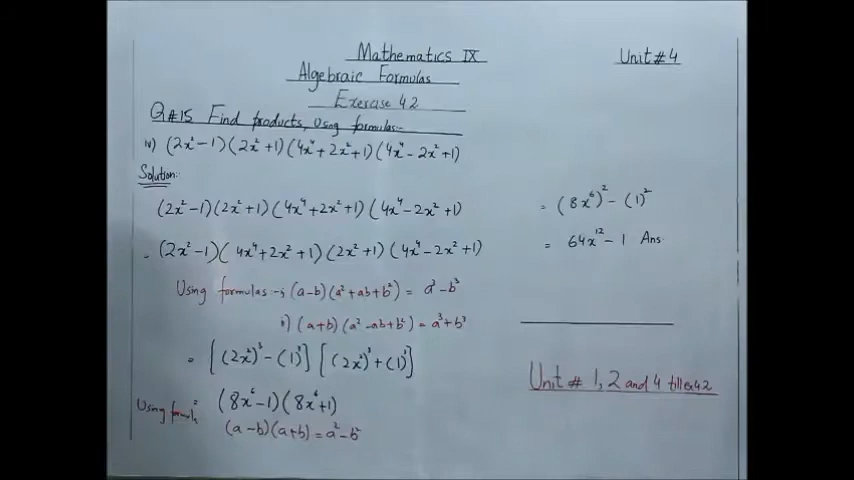 Mathematics IX
Unit # 4
Algebraic Formulas
Exercise 4.2
Q#15 Find products, using formulas:-
iv) (2x²-1)(2x²+1)(4x⁴+2x²+1)(4x⁴-2x²+1)
Solution:-
(2x²-1)(2x²+1)(4x⁴+2x²+1)(4x⁴-2x²+1)
= (2x²-1)(4x⁴+2x²+1)(2x²+1)(4x⁴-2x²+1)
Using formulas -; (a-b)(a²+ab+b²) = a³-b³
ii) (a+b)(a²-ab+b²) = a³+b³
= [(2x²)³-(1)³] [(2x²)³+(1)³]
= (8x⁶-1)(8x⁶+1)
Using formula:
(a-b)(a+b) = a²-b²
= (8x⁶)²-(1)²
= 64x¹²-1 Ans.
Unit # 1, 2 and 4 till ex 4.2